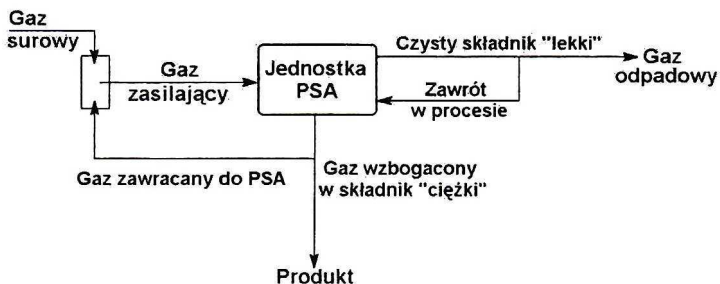 Gaz
surowy
Gaz
zasilający
Jednostka
PSA
Czysty składnik "lekki"
Gaz
odpadowy
Zawrót
w procesie
Gaz zawracany do PSA
Gaz wzbogacony
w składnik "ciężki"
Produkt